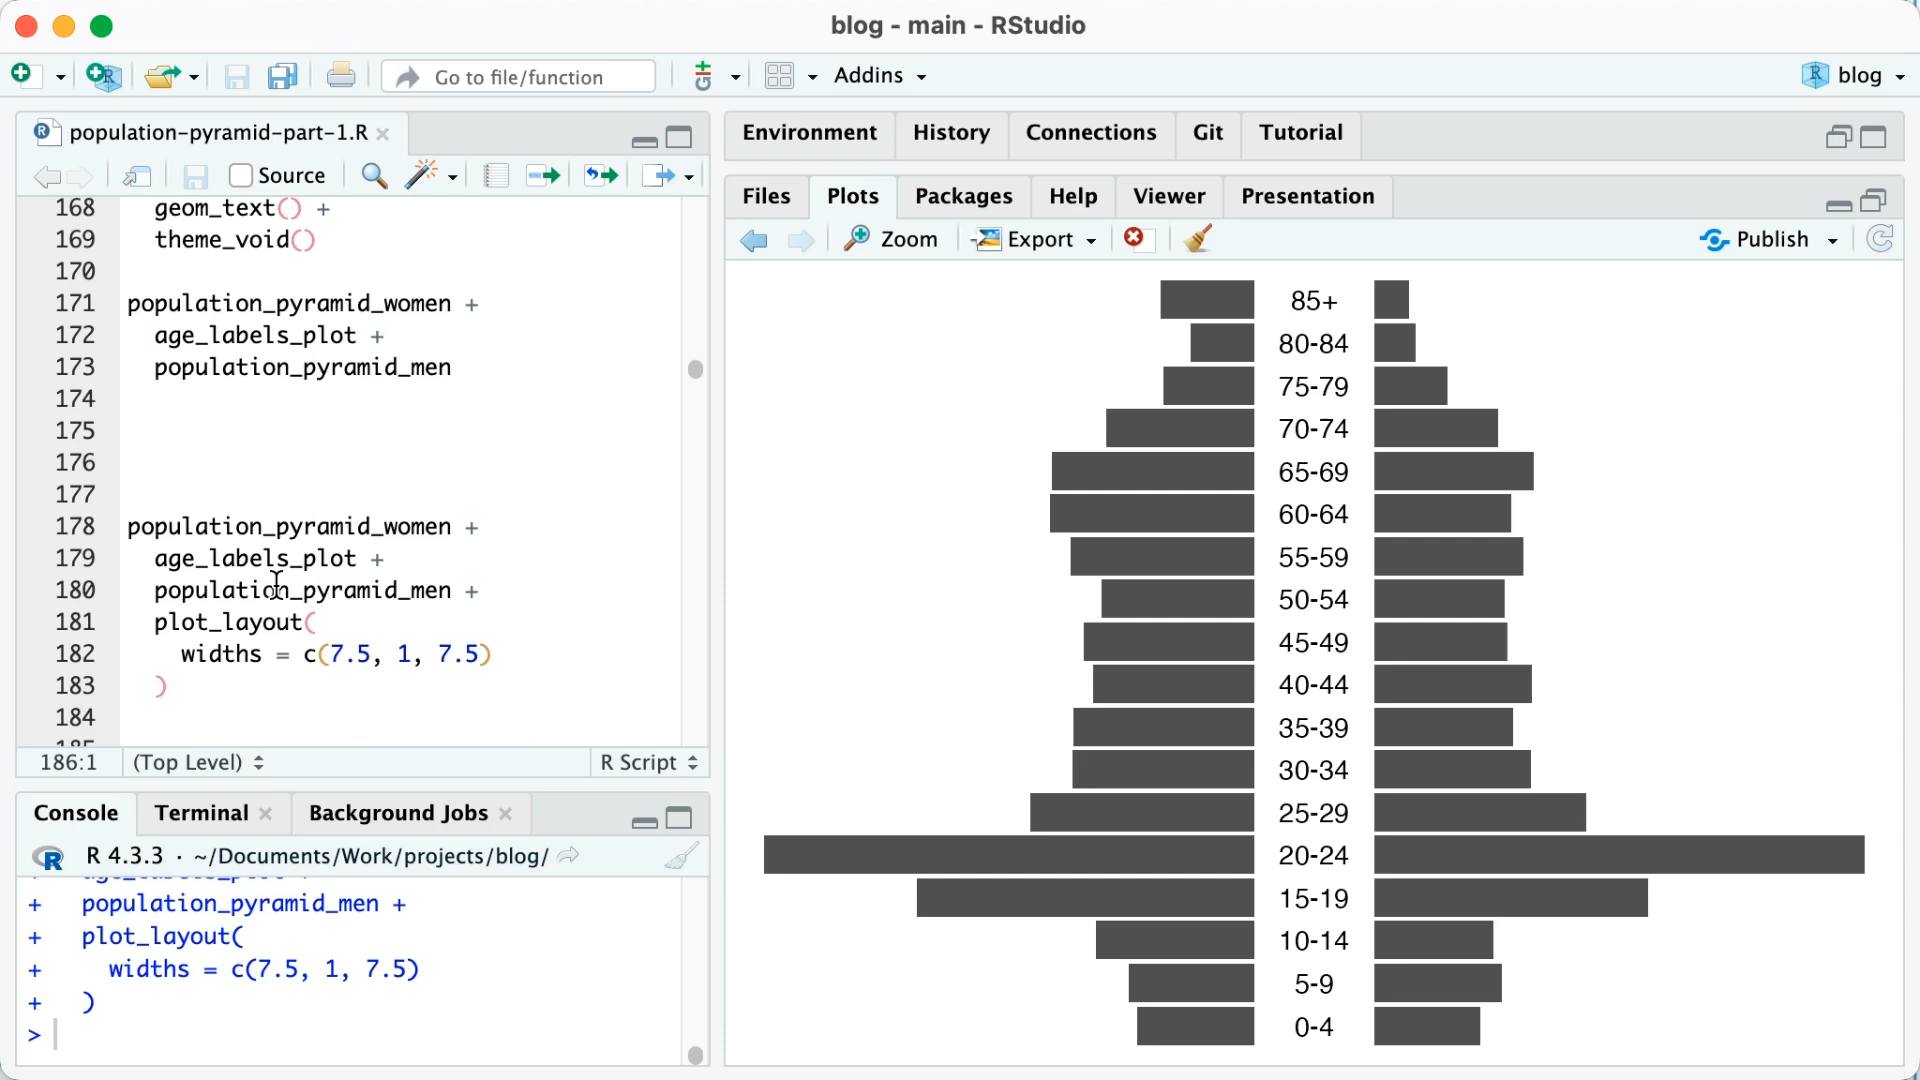 blog - main - RStudio
Go to file/function
Addins
blog
population-pyramid-part-1.R
Source
168 geom_text() +
169 theme_void()
170
171 population_pyramid_women +
172 age_labels_plot +
173 population_pyramid_men
174
175
176
177
178 population_pyramid_women +
179 age_labels_plot +
180 population_pyramid_men +
181 plot_layout(
182 widths = c(7.5, 1, 7.5)
183 )
184
186:1 (Top Level) R Script
Console Terminal Background Jobs
R 4.3.3 · ~/Documents/Work/projects/blog/
+ population_pyramid_men +
+ plot_layout(
+ widths = c(7.5, 1, 7.5)
+ )
>
Environment History Connections Git Tutorial
Files Plots Packages Help Viewer Presentation
Zoom Export Publish
85+
80-84
75-79
70-74
65-69
60-64
55-59
50-54
45-49
40-44
35-39
30-34
25-29
20-24
15-19
10-14
5-9
0-4